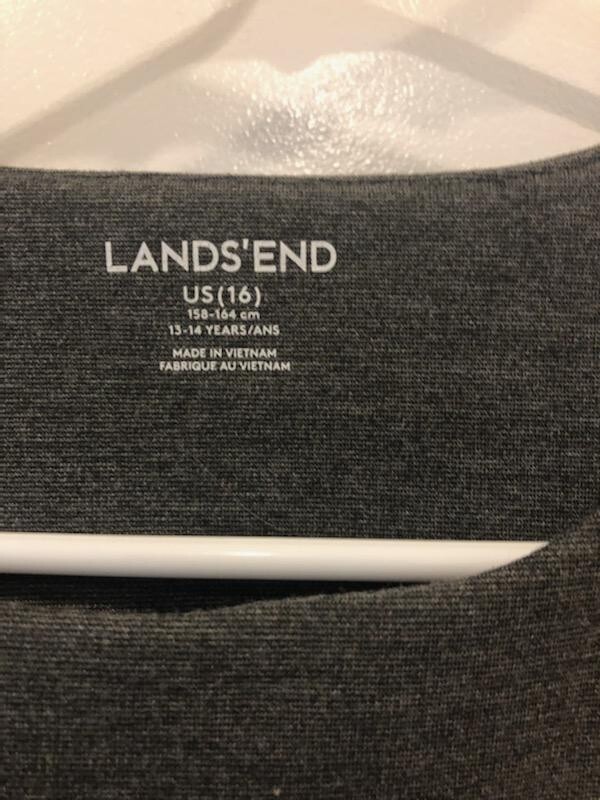 LANDS'END
US(16)
158-164 cm
13-14 YEARS/ANS
MADE IN VIETNAM
FABRIQUE AU VIETNAM